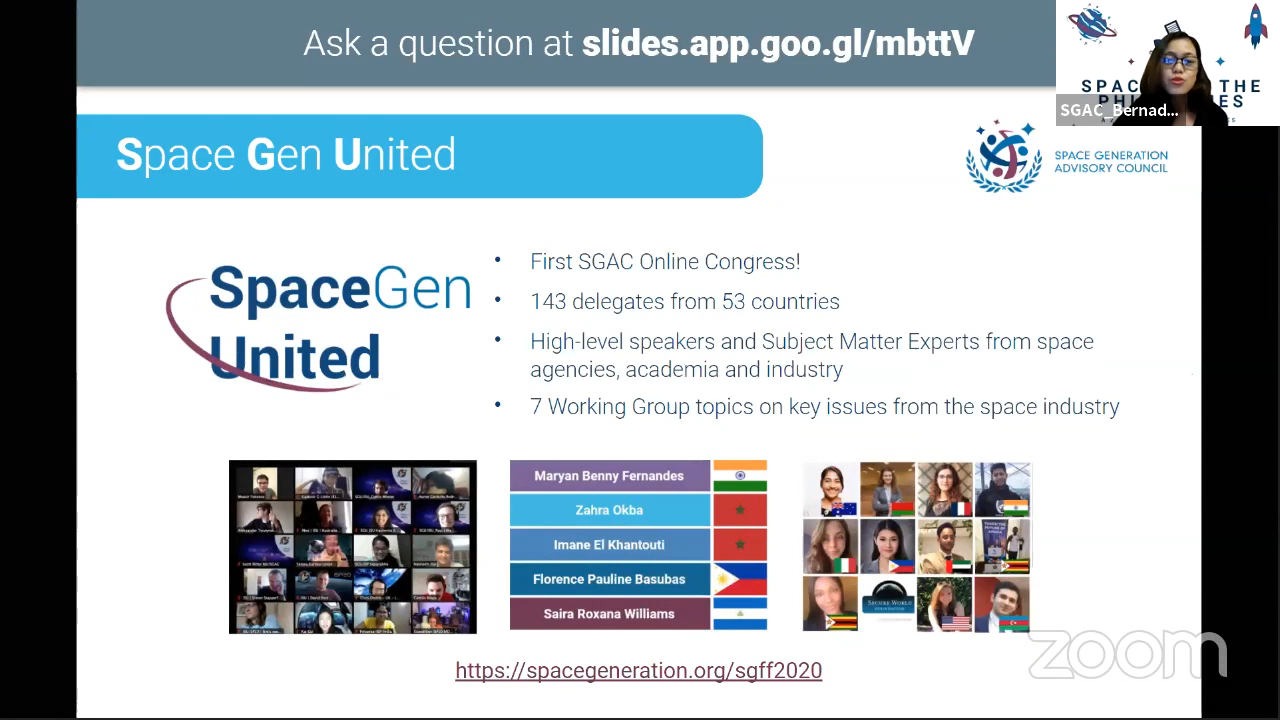 Ask a question at slides.app.goo.gl/mbttV
SGAC_Bernad...
Space Gen United
SPACE GENERATION
ADVISORY COUNCIL
SpaceGen
United
• First SGAC Online Congress!
• 143 delegates from 53 countries
• High-level speakers and Subject Matter Experts from space
agencies, academia and industry
• 7 Working Group topics on key issues from the space industry
Maryan Benny Fernandes
Zahra Okba
Imane El Khantouti
Florence Pauline Basubas
Saira Roxana Williams
SECURE WORLD
https://spacegeneration.org/sgff2020
zoom